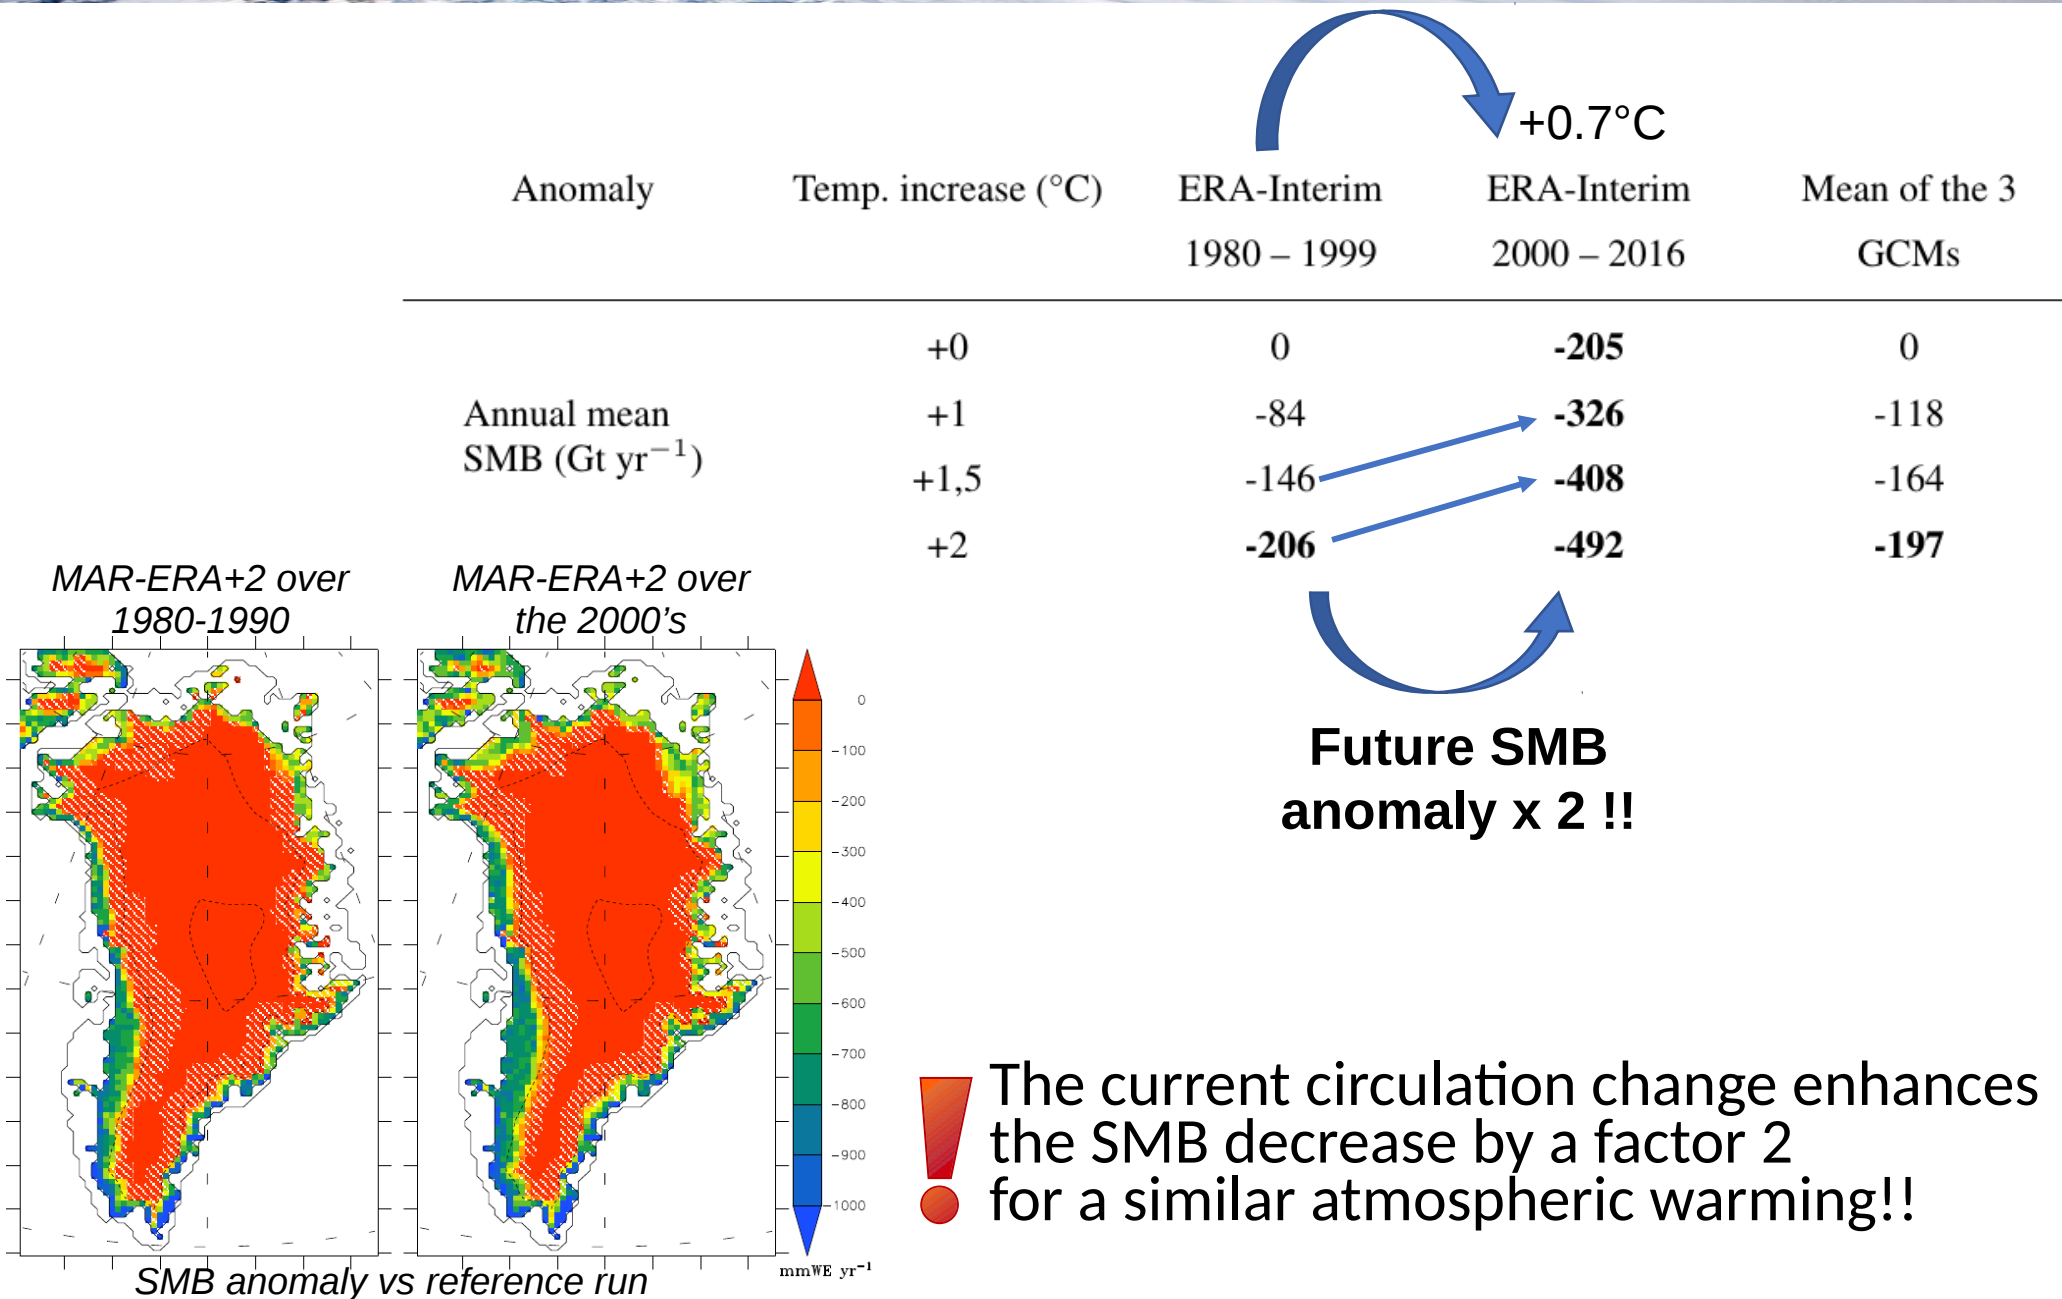 +0.7°C
Anomaly Temp. increase (°C) ERA-Interim ERA-Interim Mean of the 3
1980 – 1999 2000 – 2016 GCMs
+0 0 -205 0
Annual mean +1 -84 -326 -118
SMB (Gt yr⁻¹) +1,5 -146 -408 -164
+2 -206 -492 -197
MAR-ERA+2 over
1980-1990
MAR-ERA+2 over
the 2000’s
0
-100
-200
-300
-400
-500
-600
-700
-800
-900
-1000
mmWE yr⁻¹
SMB anomaly vs reference run
Future SMB
anomaly x 2 !!
The current circulation change enhances
the SMB decrease by a factor 2
for a similar atmospheric warming!!